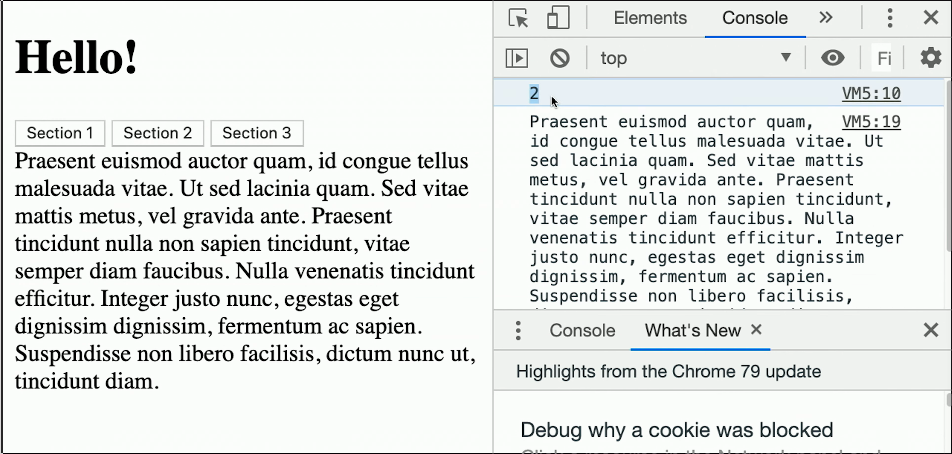 Hello!
Section 1 Section 2 Section 3
Praesent euismod auctor quam, id congue tellus
malesuada vitae. Ut sed lacinia quam. Sed vitae
mattis metus, vel gravida ante. Praesent
tincidunt nulla non sapien tincidunt, vitae
semper diam faucibus. Nulla venenatis tincidunt
efficitur. Integer justo nunc, egestas eget
dignissim dignissim, fermentum ac sapien.
Suspendisse non libero facilisis, dictum nunc ut,
tincidunt diam.
Elements Console
top Fi
2 VM5:10
Praesent euismod auctor quam, VM5:19
id congue tellus malesuada vitae. Ut
sed lacinia quam. Sed vitae mattis
metus, vel gravida ante. Praesent
tincidunt nulla non sapien tincidunt,
vitae semper diam faucibus. Nulla
venenatis tincidunt efficitur. Integer
justo nunc, egestas eget dignissim
dignissim, fermentum ac sapien.
Suspendisse non libero facilisis,
Console What's New
Highlights from the Chrome 79 update
Debug why a cookie was blocked